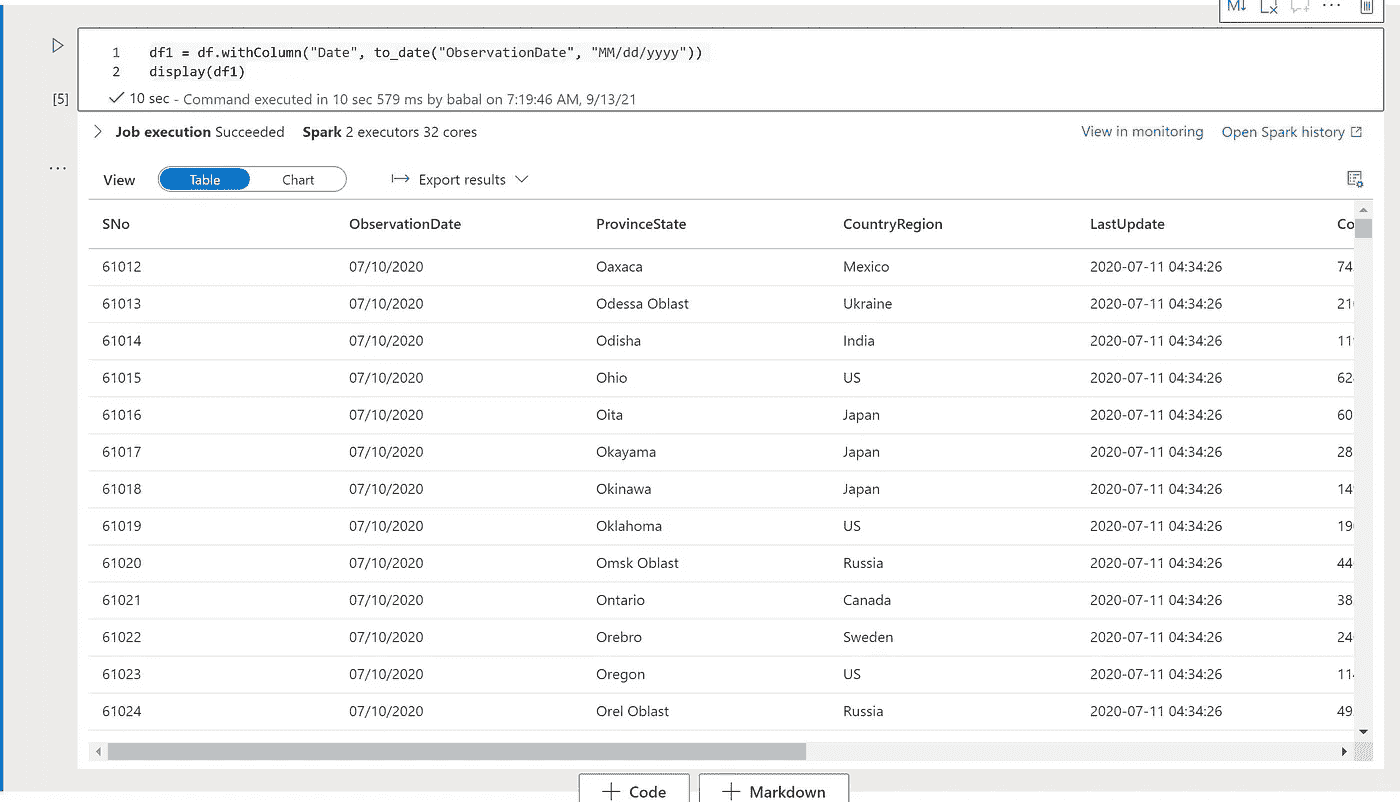 M↓ ...
1 df1 = df.withColumn("Date", to_date("ObservationDate", "MM/dd/yyyy"))
2 display(df1)
[5] 10 sec - Command executed in 10 sec 579 ms by babal on 7:19:46 AM, 9/13/21
Job execution Succeeded Spark 2 executors 32 cores View in monitoring Open Spark history
...
View Table Chart Export results
SNo ObservationDate ProvinceState CountryRegion LastUpdate Co
61012 07/10/2020 Oaxaca Mexico 2020-07-11 04:34:26 74
61013 07/10/2020 Odessa Oblast Ukraine 2020-07-11 04:34:26 21
61014 07/10/2020 Odisha India 2020-07-11 04:34:26 11
61015 07/10/2020 Ohio US 2020-07-11 04:34:26 62
61016 07/10/2020 Oita Japan 2020-07-11 04:34:26 60
61017 07/10/2020 Okayama Japan 2020-07-11 04:34:26 28
61018 07/10/2020 Okinawa Japan 2020-07-11 04:34:26 14
61019 07/10/2020 Oklahoma US 2020-07-11 04:34:26 19
61020 07/10/2020 Omsk Oblast Russia 2020-07-11 04:34:26 44
61021 07/10/2020 Ontario Canada 2020-07-11 04:34:26 38
61022 07/10/2020 Orebro Sweden 2020-07-11 04:34:26 24
61023 07/10/2020 Oregon US 2020-07-11 04:34:26 11
61024 07/10/2020 Orel Oblast Russia 2020-07-11 04:34:26 49
+ Code + Markdown